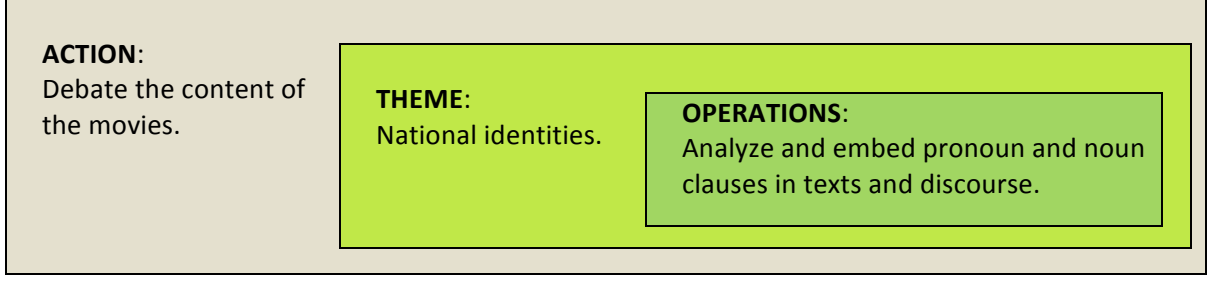 ACTION:
Debate the content of
the movies.
THEME:
National identities.
OPERATIONS:
Analyze and embed pronoun and noun
clauses in texts and discourse.